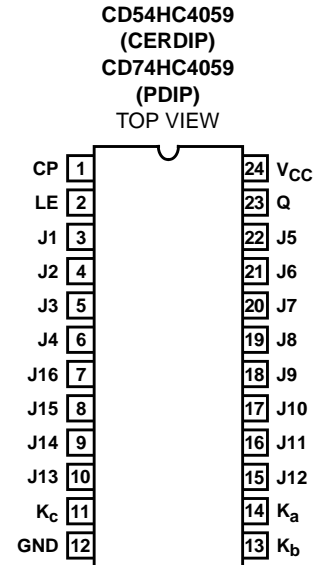 CD54HC4059
(CERDIP)
CD74HC4059
(PDIP)
TOP VIEW
CP 1 24 VCC
LE 2 23 Q
J1 3 22 J5
J2 4 21 J6
J3 5 20 J7
J4 6 19 J8
J16 7 18 J9
J15 8 17 J10
J14 9 16 J11
J13 10 15 J12
Kc 11 14 Ka
GND 12 13 Kb